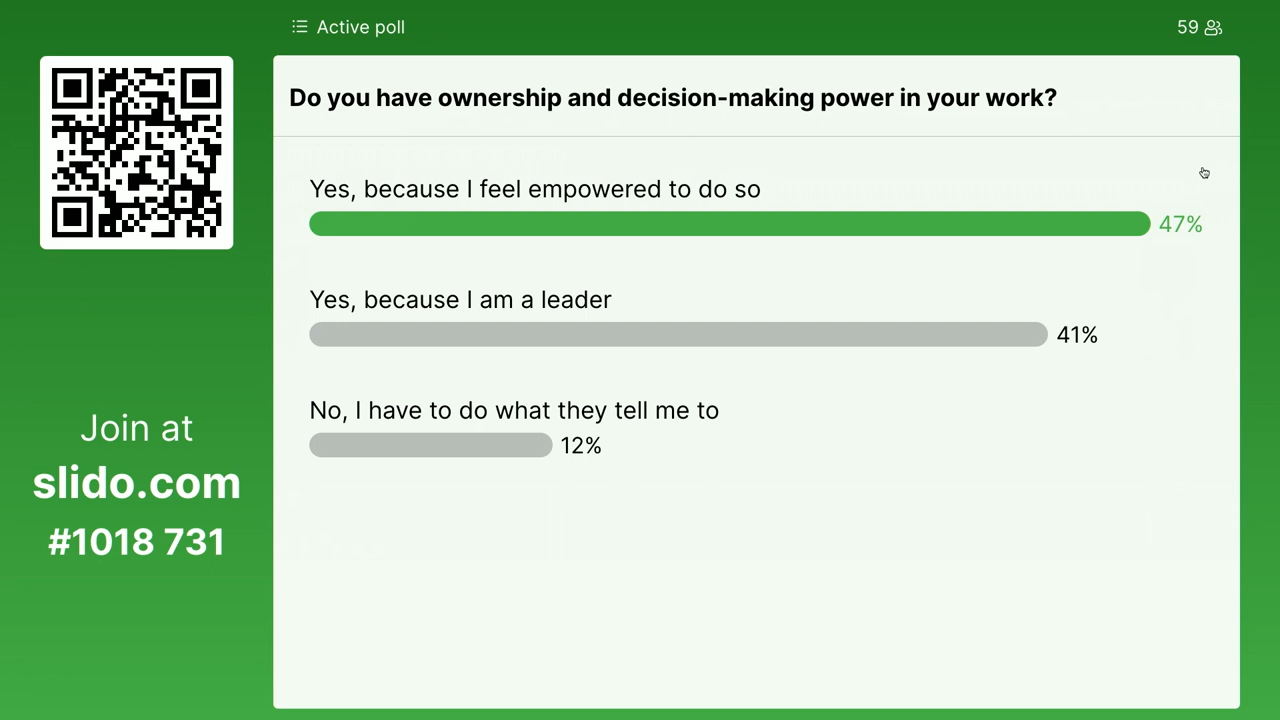 Active poll
59
Do you have ownership and decision-making power in your work?
Yes, because I feel empowered to do so
47%
Yes, because I am a leader
41%
No, I have to do what they tell me to
12%
Join at
slido.com
#1018 731